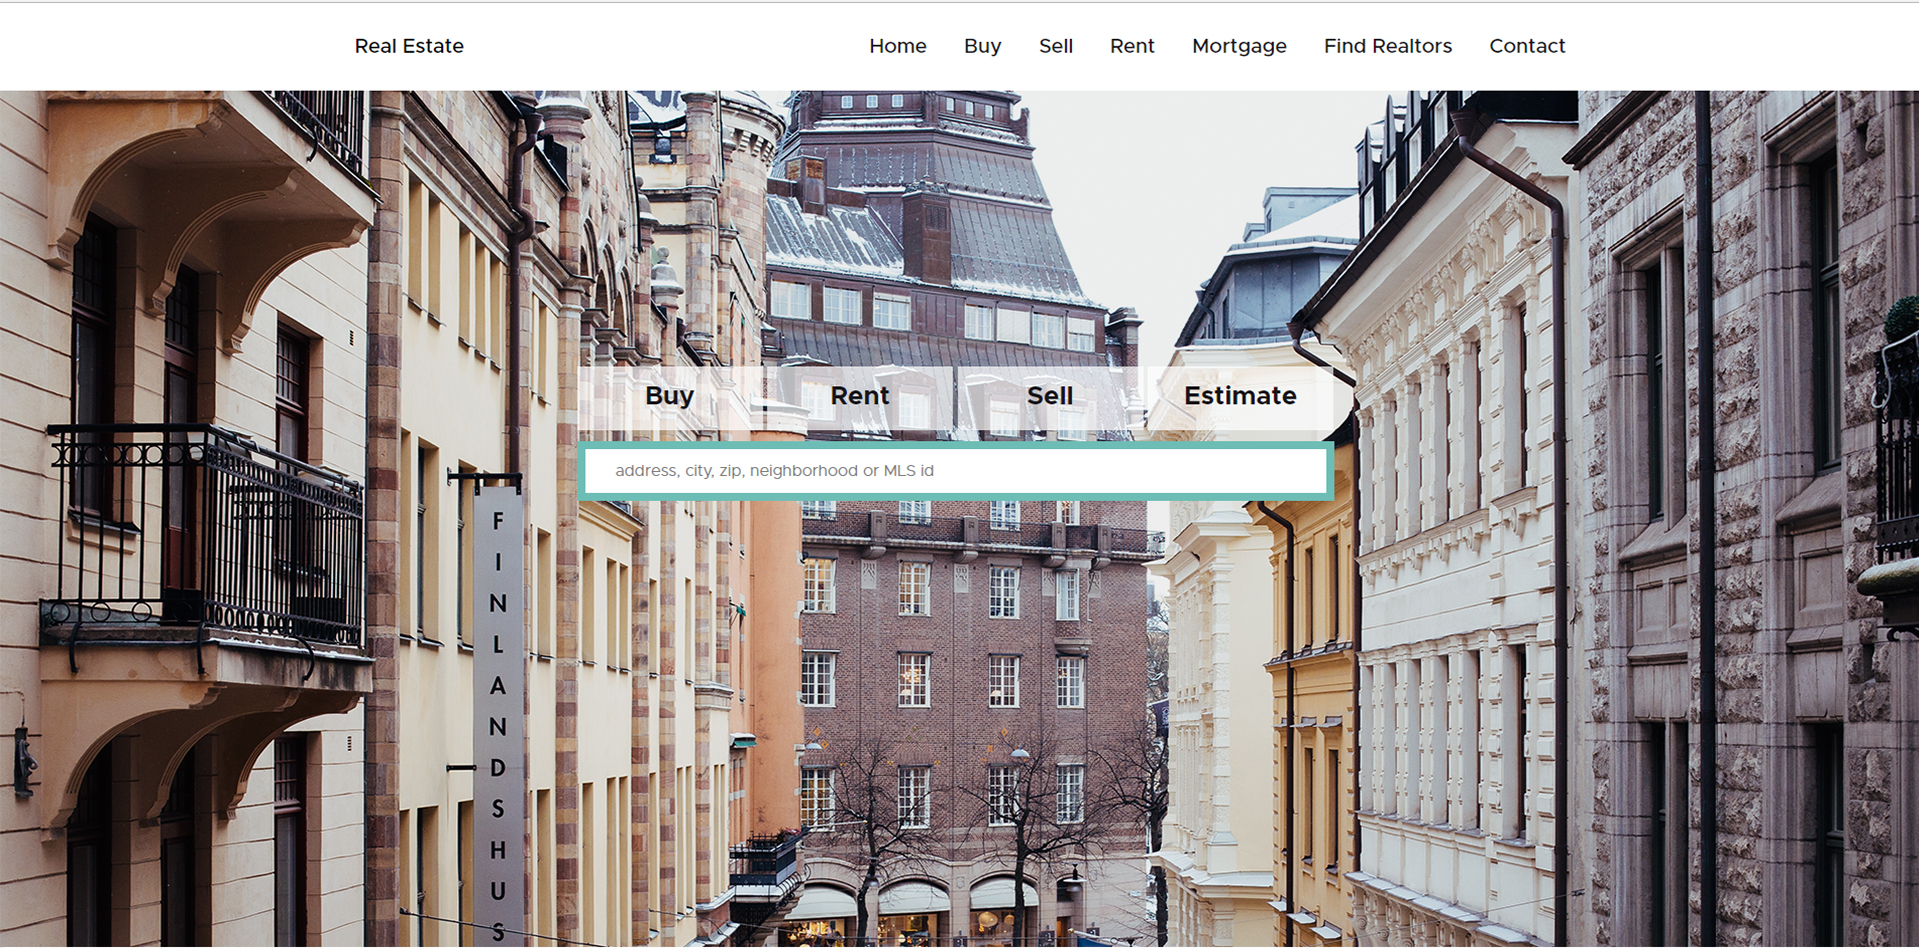 Real Estate
Home Buy Sell Rent Mortgage Find Realtors Contact
Buy Rent Sell Estimate
address, city, zip, neighborhood or MLS id
FINLANDSHUS